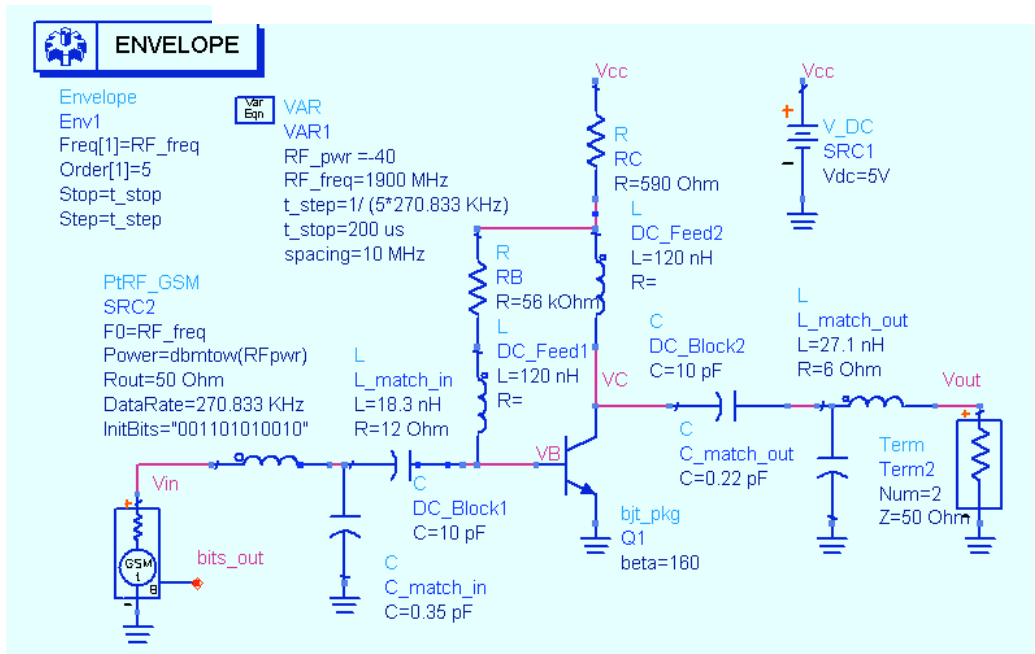 ENVELOPE
Envelope
Env1
Freq[1]=RF_freq
Order[1]=5
Stop=t_stop
Step=t_step
Var
Eqn
VAR
VAR1
RF_pwr =-40
RF_freq=1900 MHz
t_step=1/ (5*270.833 KHz)
t_stop=200 us
spacing=10 MHz
Vcc
R
RC
R=590 Ohm
Vcc
+
-
V_DC
SRC1
Vdc=5V
L
DC_Feed2
L=120 nH
R=
R
RB
R=56 kOhm
L
DC_Feed1
L=120 nH
R=
PtRF_GSM
SRC2
F0=RF_freq
Power=dbmtow(RFpwr)
Rout=50 Ohm
DataRate=270.833 KHz
InitBits="001101010010"
L
L_match_in
L=18.3 nH
R=12 Ohm
C
DC_Block2
C=10 pF
L
L_match_out
L=27.1 nH
R=6 Ohm
VC
Vout
VB
Vin
C
DC_Block1
C=10 pF
C
C_match_out
C=0.22 pF
Term
Term2
Num=2
Z=50 Ohm
+
-
bjt_pkg
Q1
beta=160
+
GSM
t
B
-
bits_out
C
C_match_in
C=0.35 pF